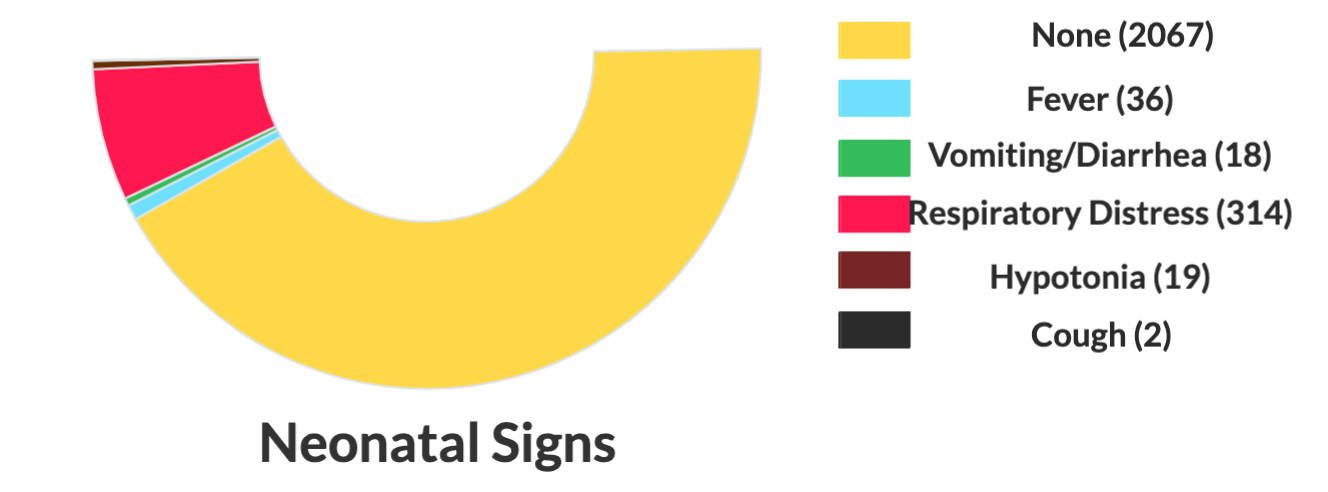 None (2067)
Fever (36)
Vomiting/Diarrhea (18)
Respiratory Distress (314)
Hypotonia (19)
Cough (2)
Neonatal Signs